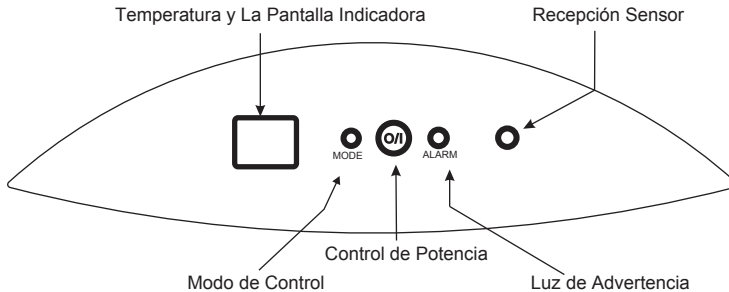 Temperatura y La Pantalla Indicadora
Recepción Sensor
O/I
MODE
ALARM
Control de Potencia
Modo de Control
Luz de Advertencia